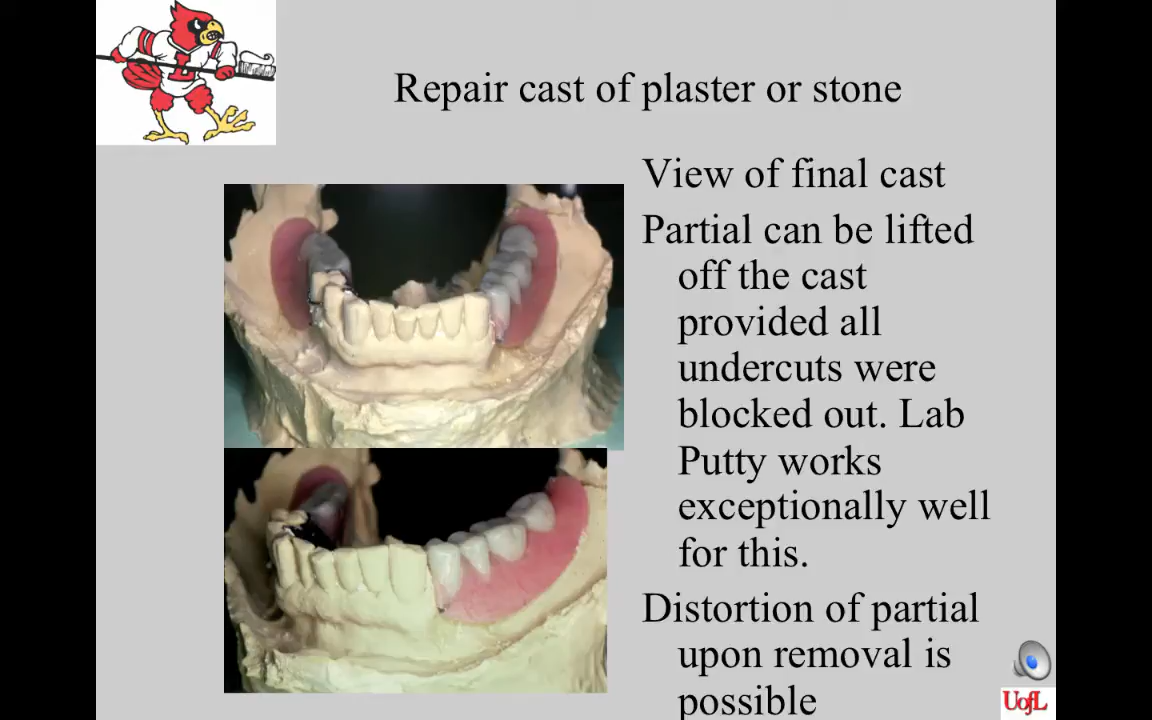 Repair cast of plaster or stone
View of final cast
Partial can be lifted
off the cast
provided all
undercuts were
blocked out. Lab
Putty works
exceptionally well
for this.
Distortion of partial
upon removal is
possible
UofL